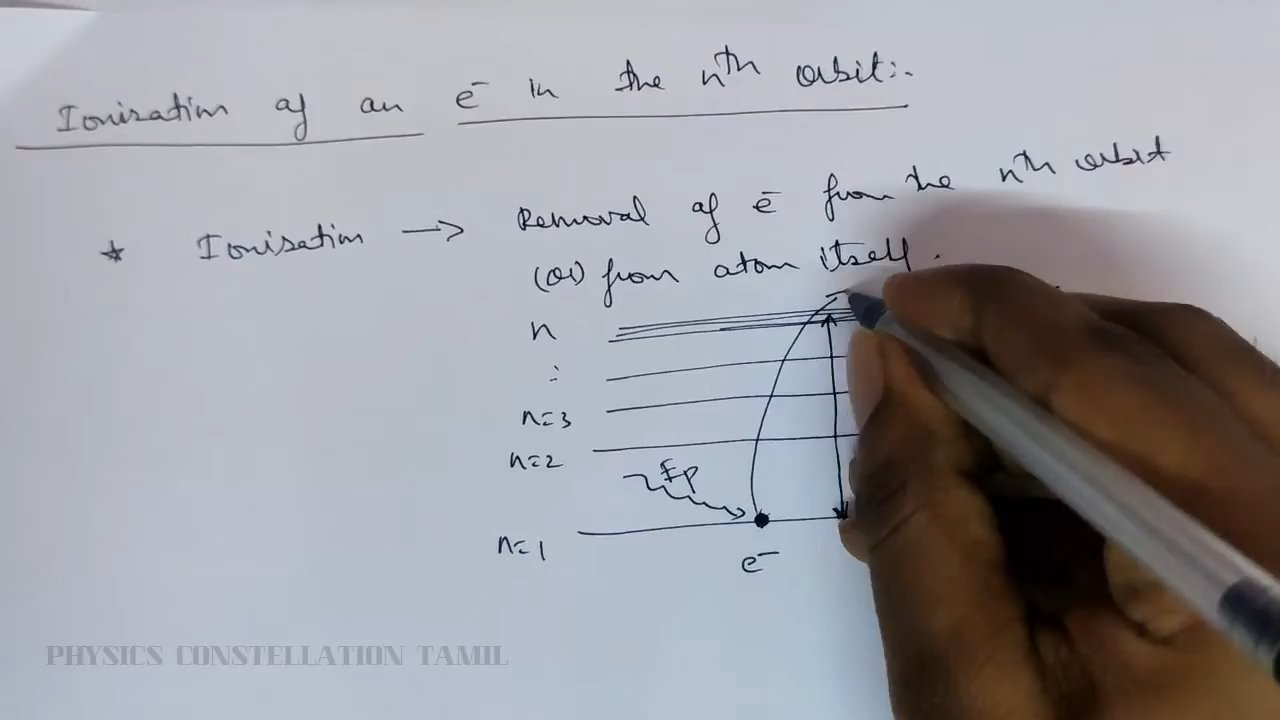 Ionisation of an e⁻ in the nth orbit:-
* Ionisation → Removal of e⁻ from the nth orbit
(or) from atom itself.
n
:
n=3
n=2
Ep
n=1
e⁻
PHYSICS CONSTELLATION TAMIL